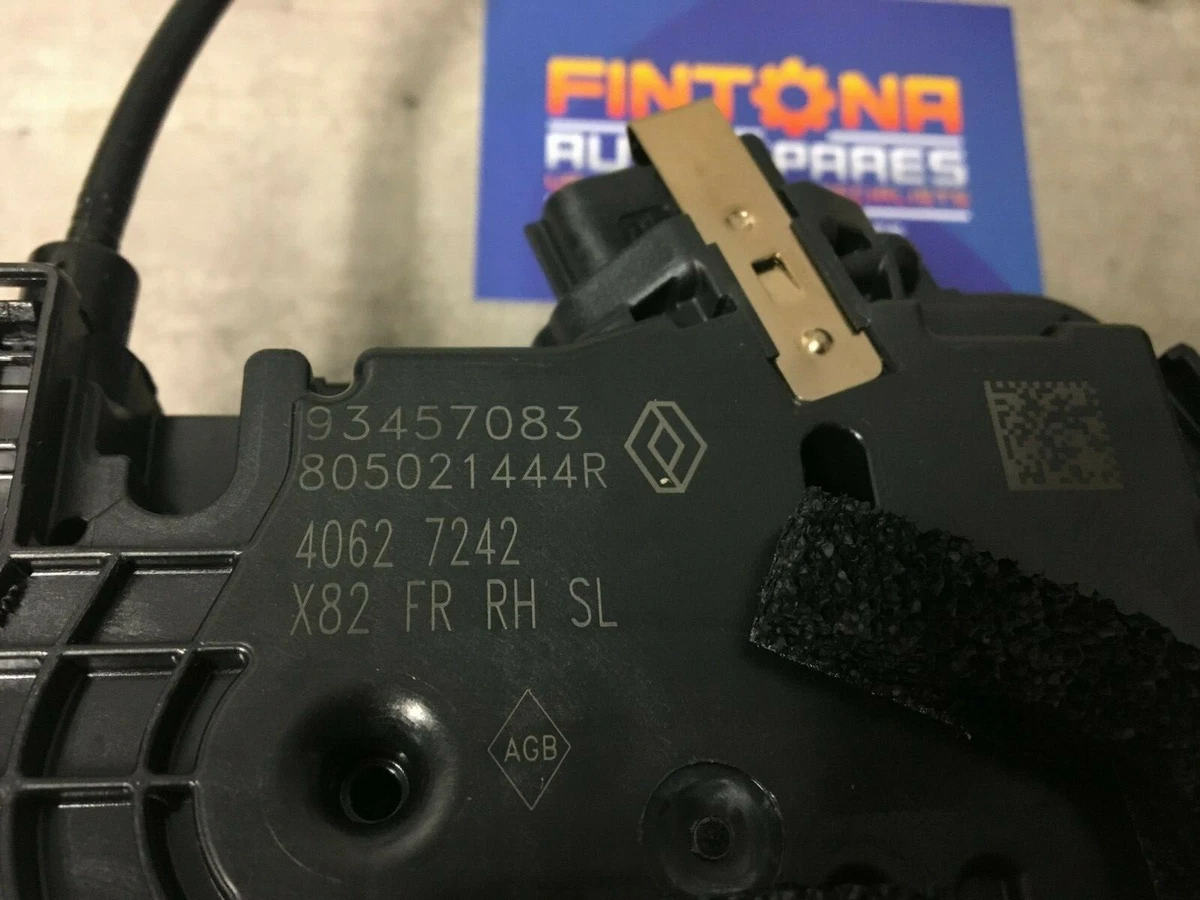 FINTONA
93457083
805021444R
4062 7242
X82 FR RH SL
AGB